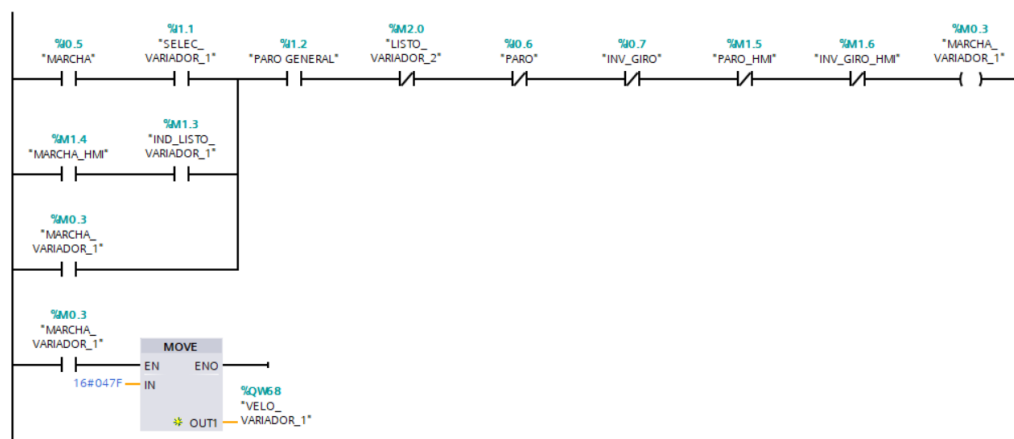 %I0.5
"MARCHA"
%I1.1
"SELEC_
VARIADOR_1"
%I1.2
"PARO GENERAL"
%M2.0
"LISTO_
VARIADOR_2"
%I0.6
"PARO"
%I0.7
"INV_GIRO"
%M1.5
"PARO_HMI"
%M1.6
"INV_GIRO_HMI"
%M0.3
"MARCHA_
VARIADOR_1"
%M1.4
"MARCHA_HMI"
%M1.3
"IND_LISTO_
VARIADOR_1"
%M0.3
"MARCHA_
VARIADOR_1"
%M0.3
"MARCHA_
VARIADOR_1"
MOVE
EN ENO
16#047F IN
%QW68
"VELO_
OUT1 VARIADOR_1"